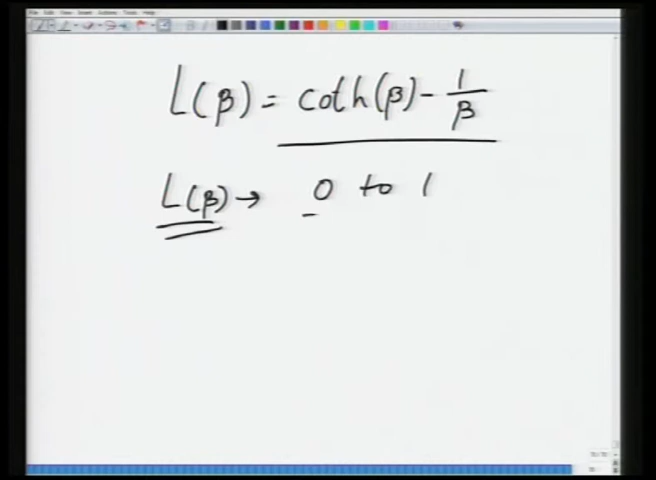 L(β) = coth(β) - 1/β
L(β) → 0 to 1